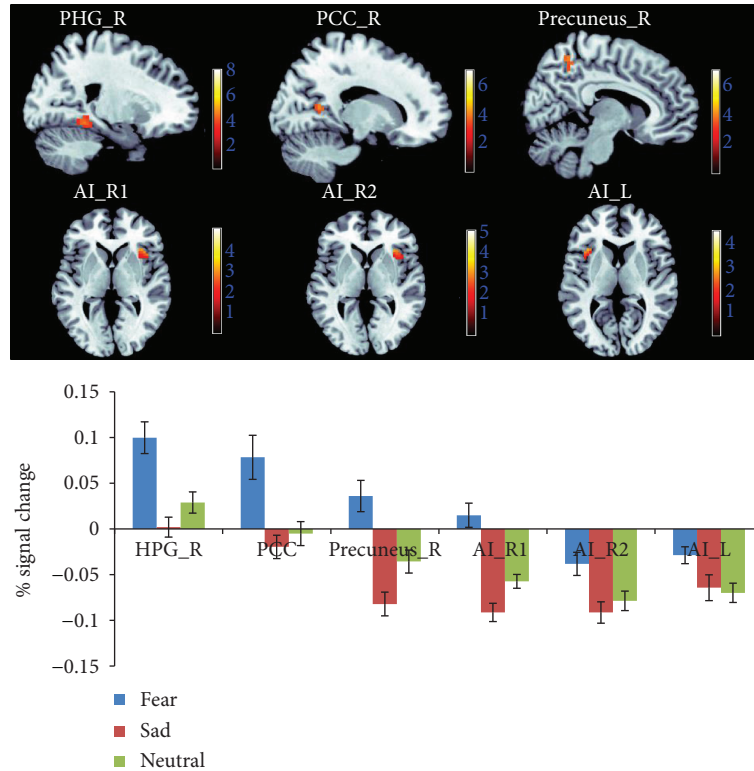 PHG_R PCC_R Precuneus_R
8 6 6
6
4 4 4
2 2 2
AI_R1 AI_R2 AI_L
4 5 4
3 4 3
2 3 2
1 2 1
1
0.15
0.1
0.05
0
−0.05
−0.1
−0.15
% signal change
HPG_R PCC Precuneus_R AI_R1 AI_R2 AI_L
Fear
Sad
Neutral